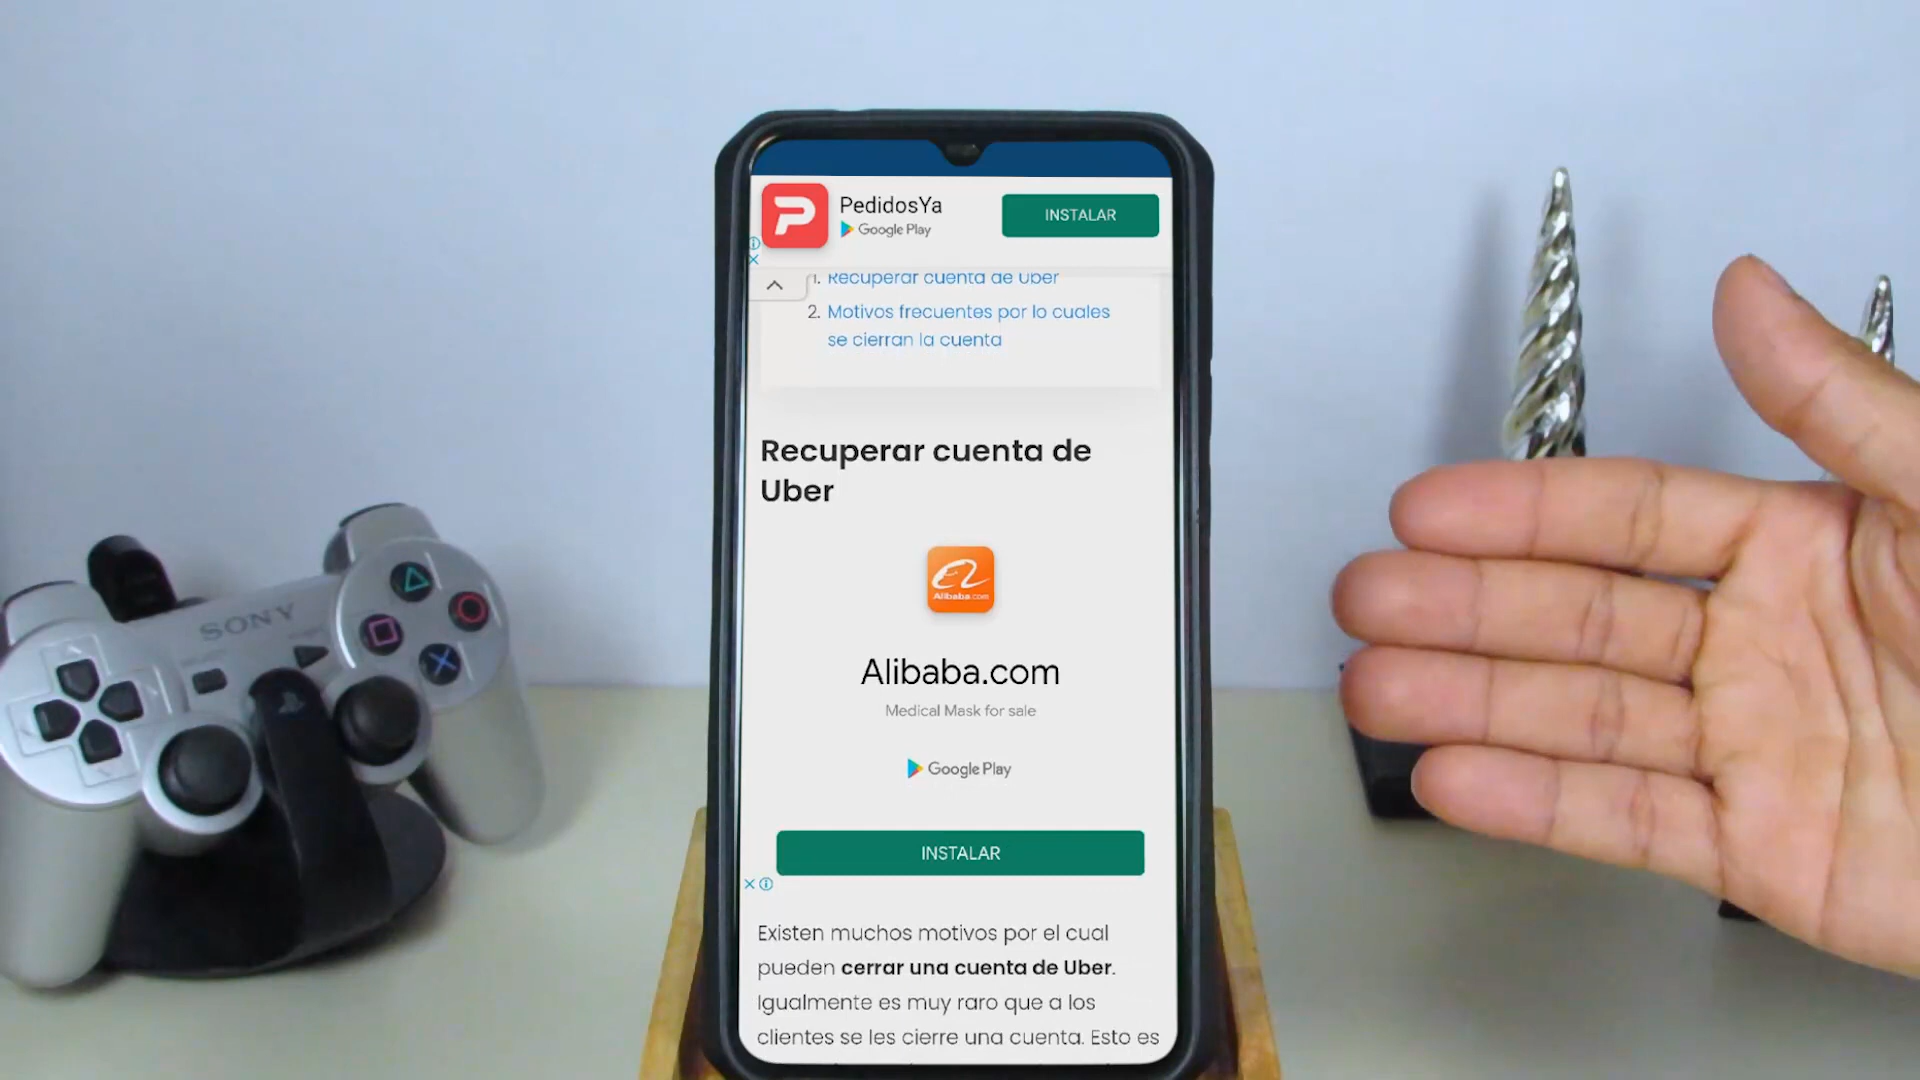 PedidosYa
Google Play
INSTALAR
1. Recuperar cuenta de Uber
2. Motivos frecuentes por lo cuales
se cierran la cuenta
Recuperar cuenta de
Uber
Alibaba.com
Alibaba.com
Medical Mask for sale
Google Play
INSTALAR
Existen muchos motivos por el cual
pueden cerrar una cuenta de Uber.
Igualmente es muy raro que a los
clientes se les cierre una cuenta. Esto es
SONY